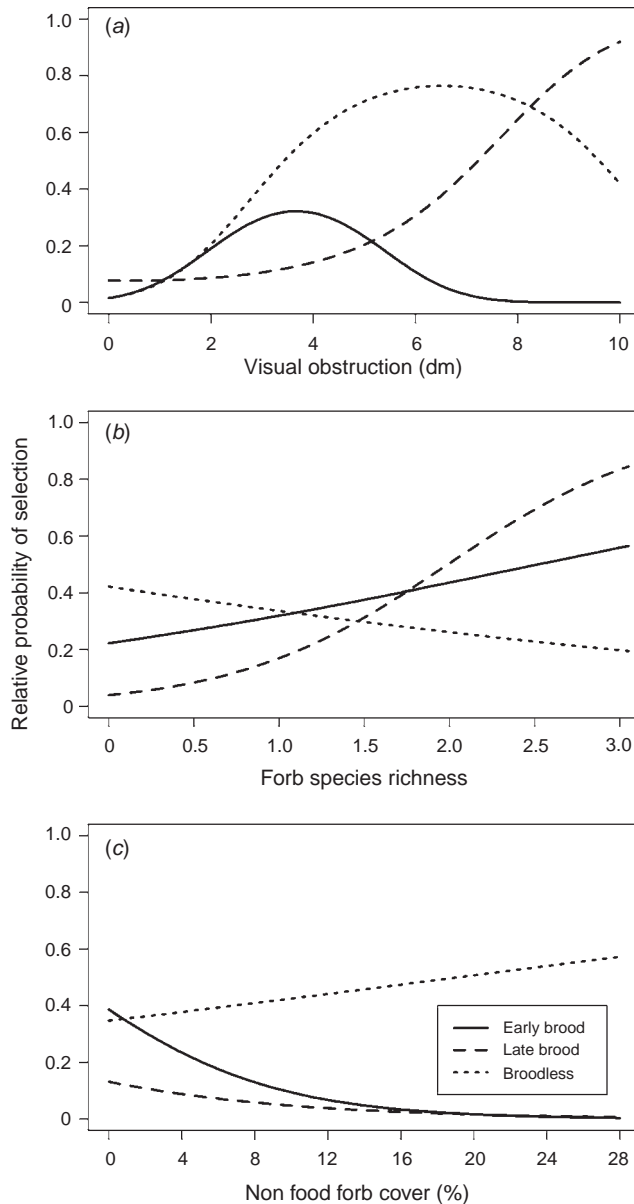 (a)
1.0
0.8
0.6
0.4
0.2
0
0 2 4 6 8 10
Visual obstruction (dm)
Relative probability of selection
(b)
1.0
0.8
0.6
0.4
0.2
0
0 0.5 1.0 1.5 2.0 2.5 3.0
Forb species richness
(c)
1.0
0.8
0.6
0.4
0.2
0
Early brood
Late brood
Broodless
0 4 8 12 16 20 24 28
Non food forb cover (%)